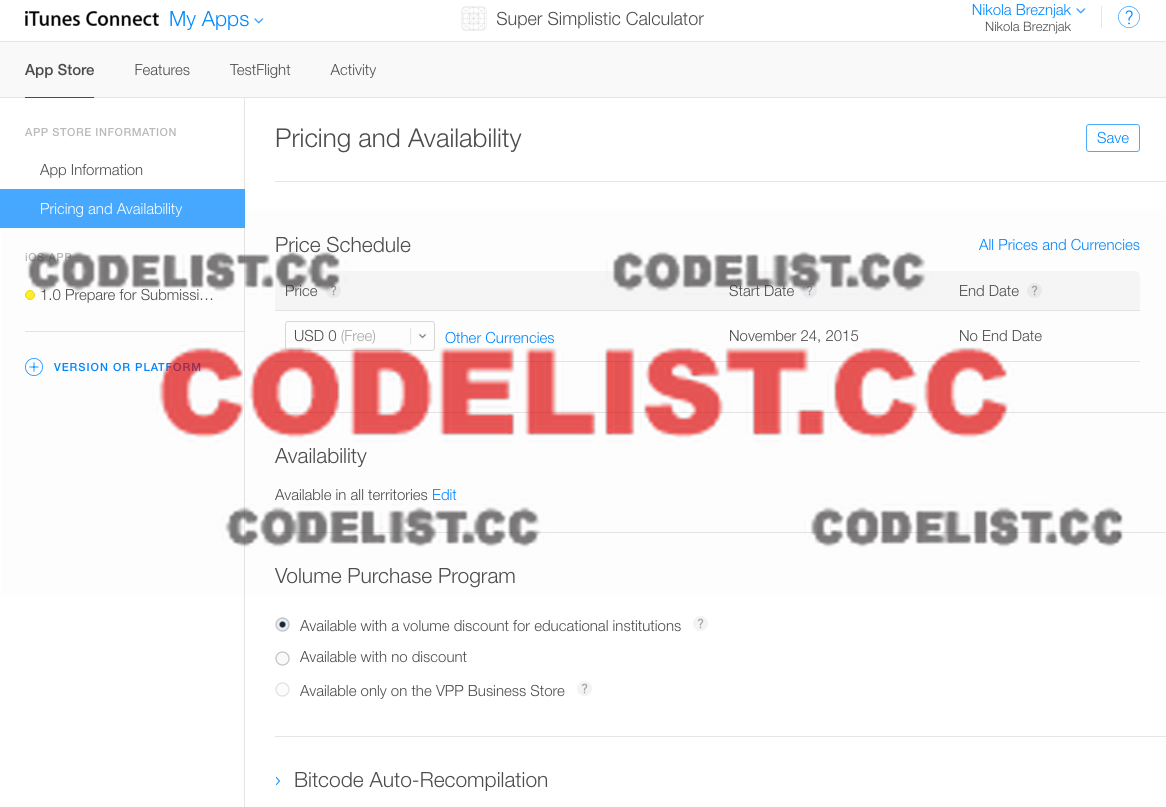 iTunes Connect My Apps Super Simplistic Calculator Nikola Breznjak ?
Nikola Breznjak
App Store Features TestFlight Activity
APP STORE INFORMATION
App Information
Pricing and Availability
iOS APP
1.0 Prepare for Submissi...
VERSION OR PLATFORM
Pricing and Availability Save
Price Schedule All Prices and Currencies
CODELIST.CC CODELIST.CC
Price ? Start Date ? End Date ?
USD 0 (Free) Other Currencies November 24, 2015 No End Date
CODELIST.CC
Availability
Available in all territories Edit
CODELIST.CC CODELIST.CC
Volume Purchase Program
Available with a volume discount for educational institutions ?
Available with no discount
Available only on the VPP Business Store ?
Bitcode Auto-Recompilation